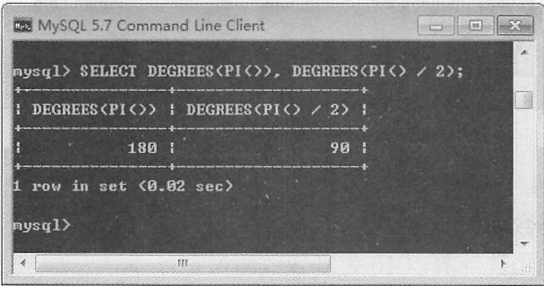 MySQL 5.7 Command Line Client
mysql> SELECT DEGREES(PI()), DEGREES(PI() / 2);
+---------------+-------------------+
| DEGREES(PI()) | DEGREES(PI() / 2) |
+---------------+-------------------+
| 180 | 90 |
+---------------+-------------------+
1 row in set (0.02 sec)
mysql>